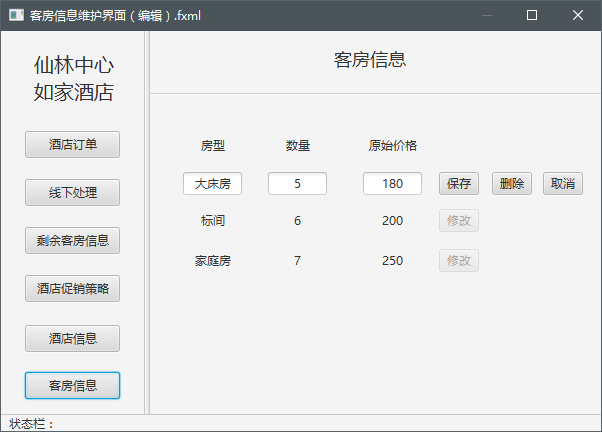 客房信息维护界面（编辑）.fxml
仙林中心
如家酒店
酒店订单
线下处理
剩余客房信息
酒店促销策略
酒店信息
客房信息
客房信息
房型 数量 原始价格
大床房 5 180 保存 删除 取消
标间 6 200 修改
家庭房 7 250 修改
状态栏：